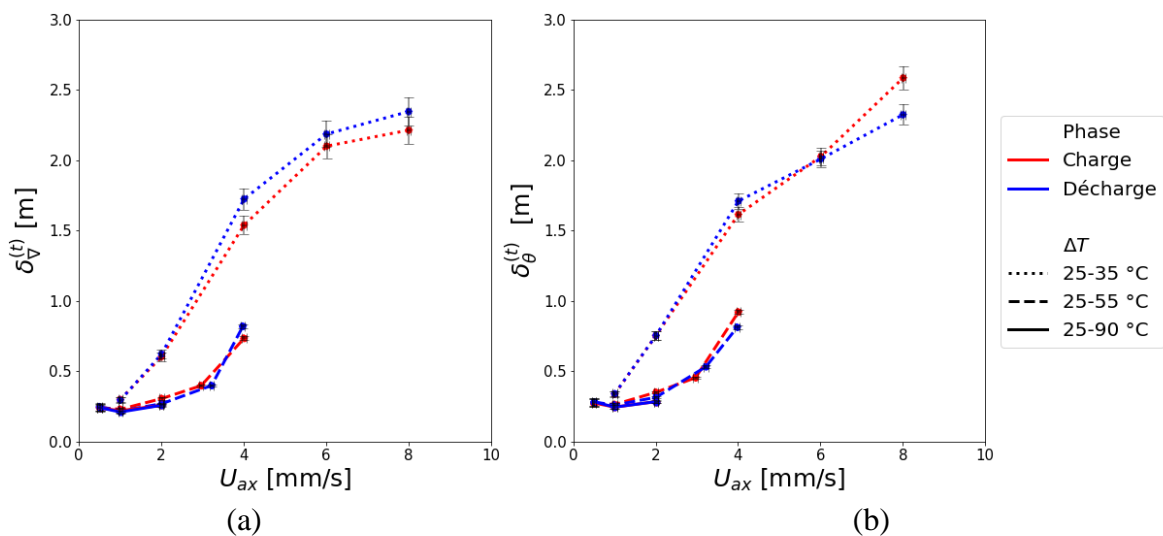 3.0
2.5
2.0
1.5
1.0
0.5
0.0
δ∇(t) [m]
0 2 4 6 8 10
Uax [mm/s]
(a)
3.0
2.5
2.0
1.5
1.0
0.5
0.0
δθ(t) [m]
0 2 4 6 8 10
Uax [mm/s]
(b)
Phase
Charge
Décharge
ΔT
25-35 °C
25-55 °C
25-90 °C